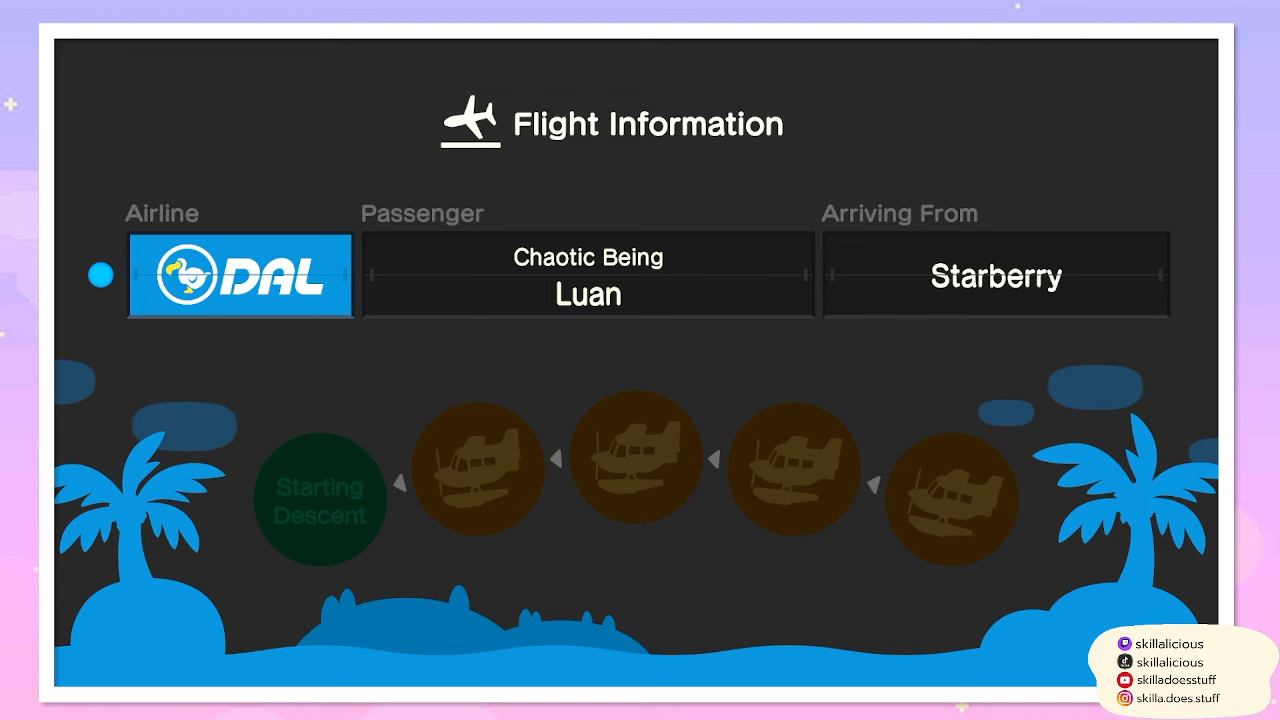 Flight Information
Airline
Passenger
Arriving From
DAL
Chaotic Being
Luan
Starberry
Starting
Descent
skillalicious
skillalicious
skilladoesstuff
skilla.does.stuff